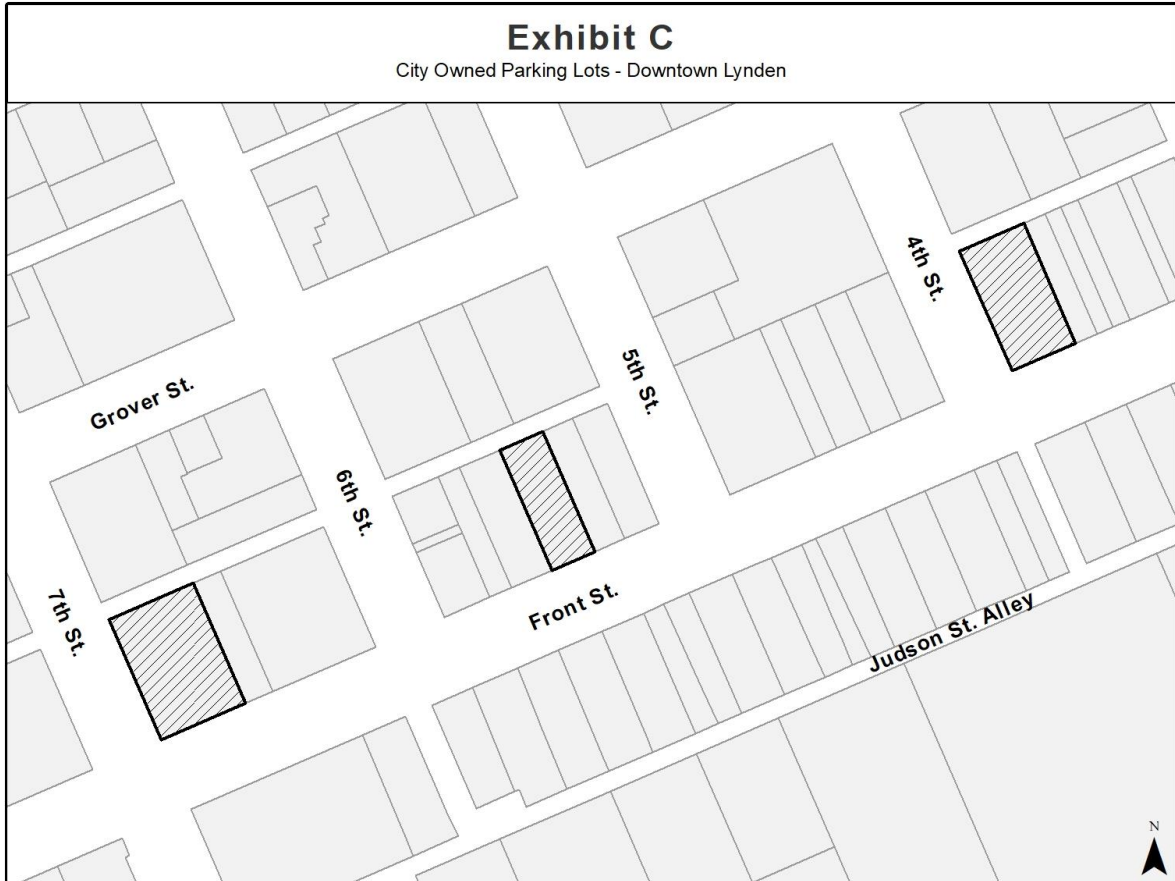 Exhibit C
City Owned Parking Lots - Downtown Lynden
4th St.
5th St.
Grover St.
6th St.
7th St.
Front St.
Judson St. Alley
N